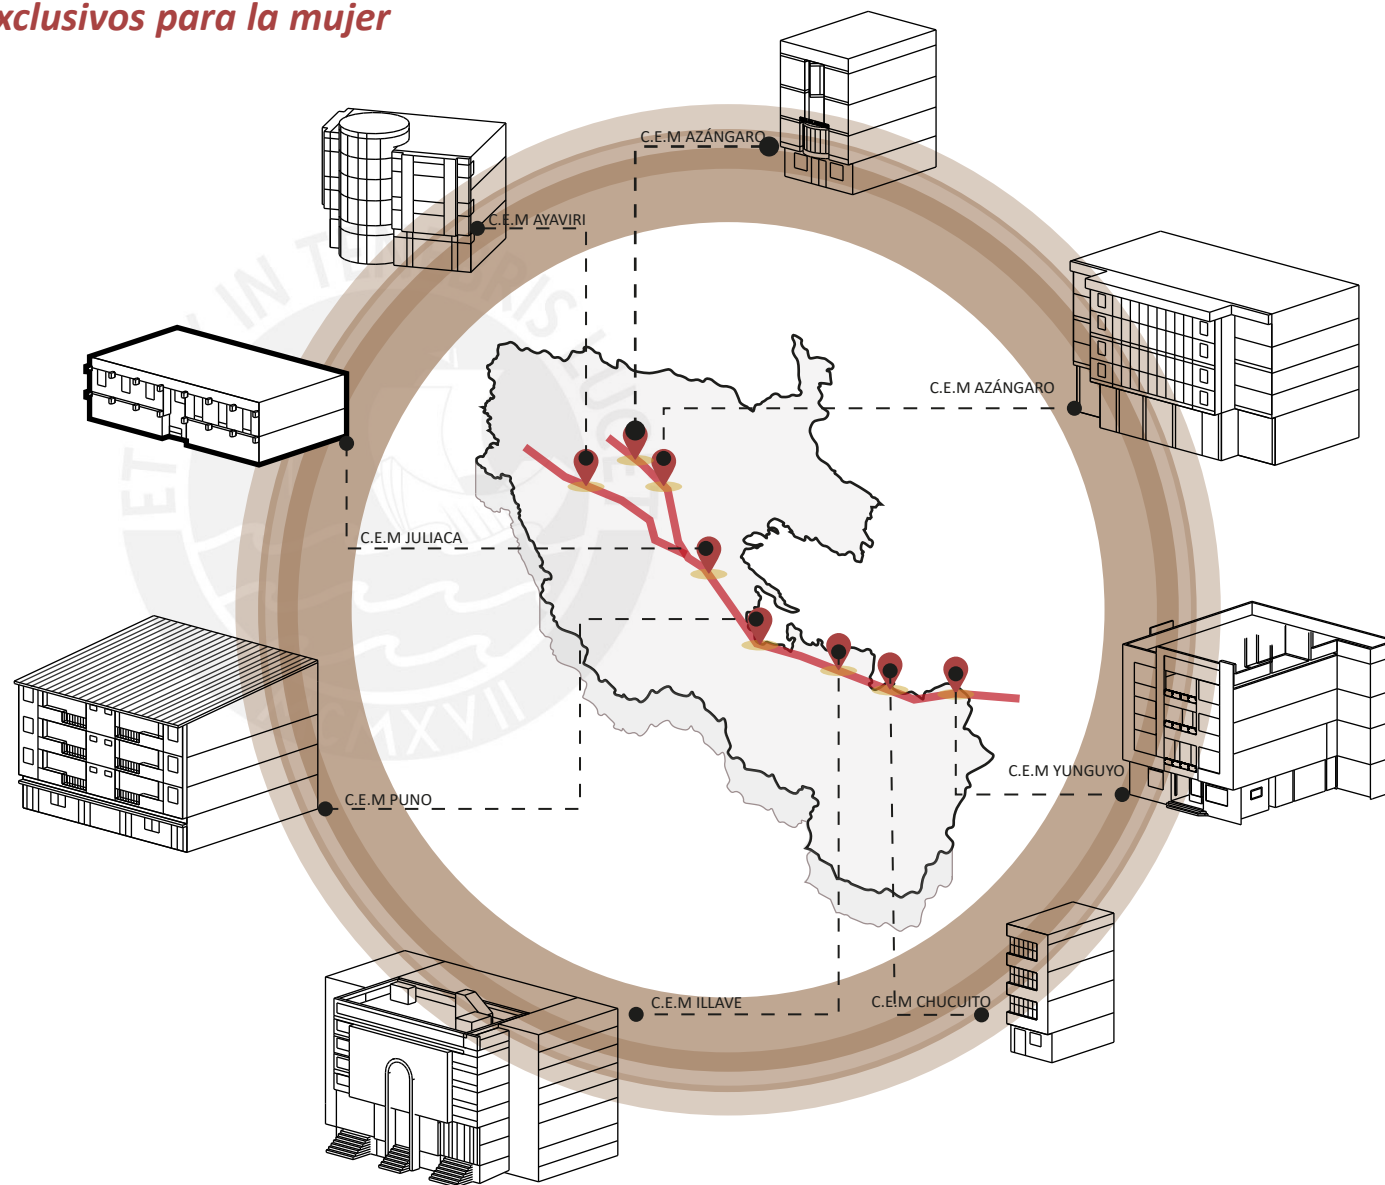 xclusivos para la mujer
C.E.M AZÁNGARO
C.E.M AYAVIRI
C.E.M AZÁNGARO
C.E.M JULIACA
C.E.M YUNGUYO
C.E.M PUNO
C.E.M ILLAVE
C.E.M CHUCUITO